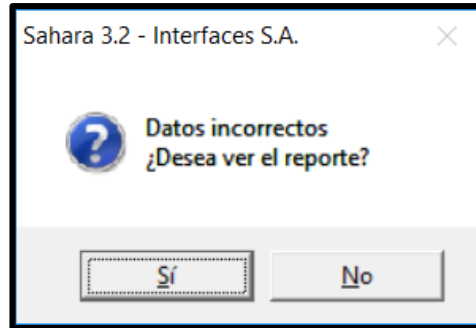 Sahara 3.2 - Interfaces S.A.
Datos incorrectos
¿Desea ver el reporte?
Sí
No